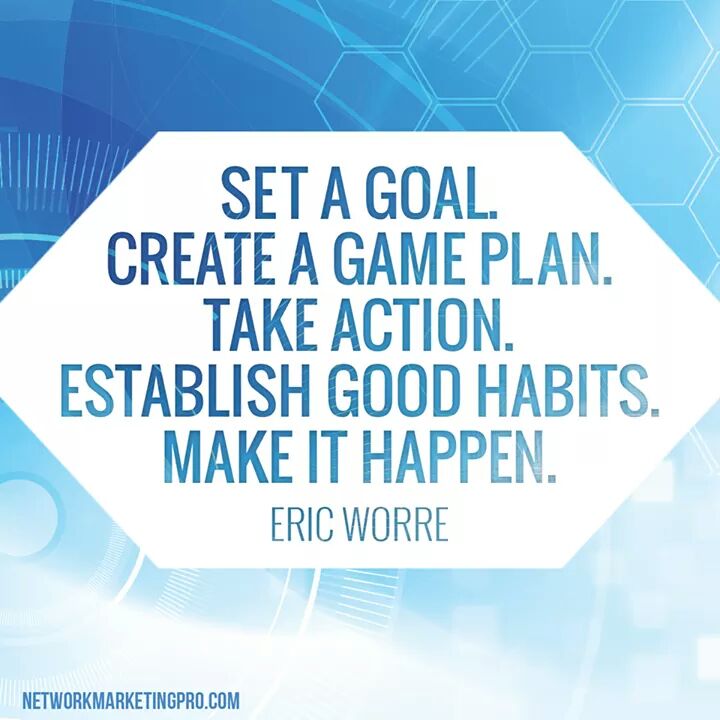 SET A GOAL.
CREATE A GAME PLAN.
TAKE ACTION.
ESTABLISH GOOD HABITS.
MAKE IT HAPPEN.
ERIC WORRE
NETWORKMARKETINGPRO.COM